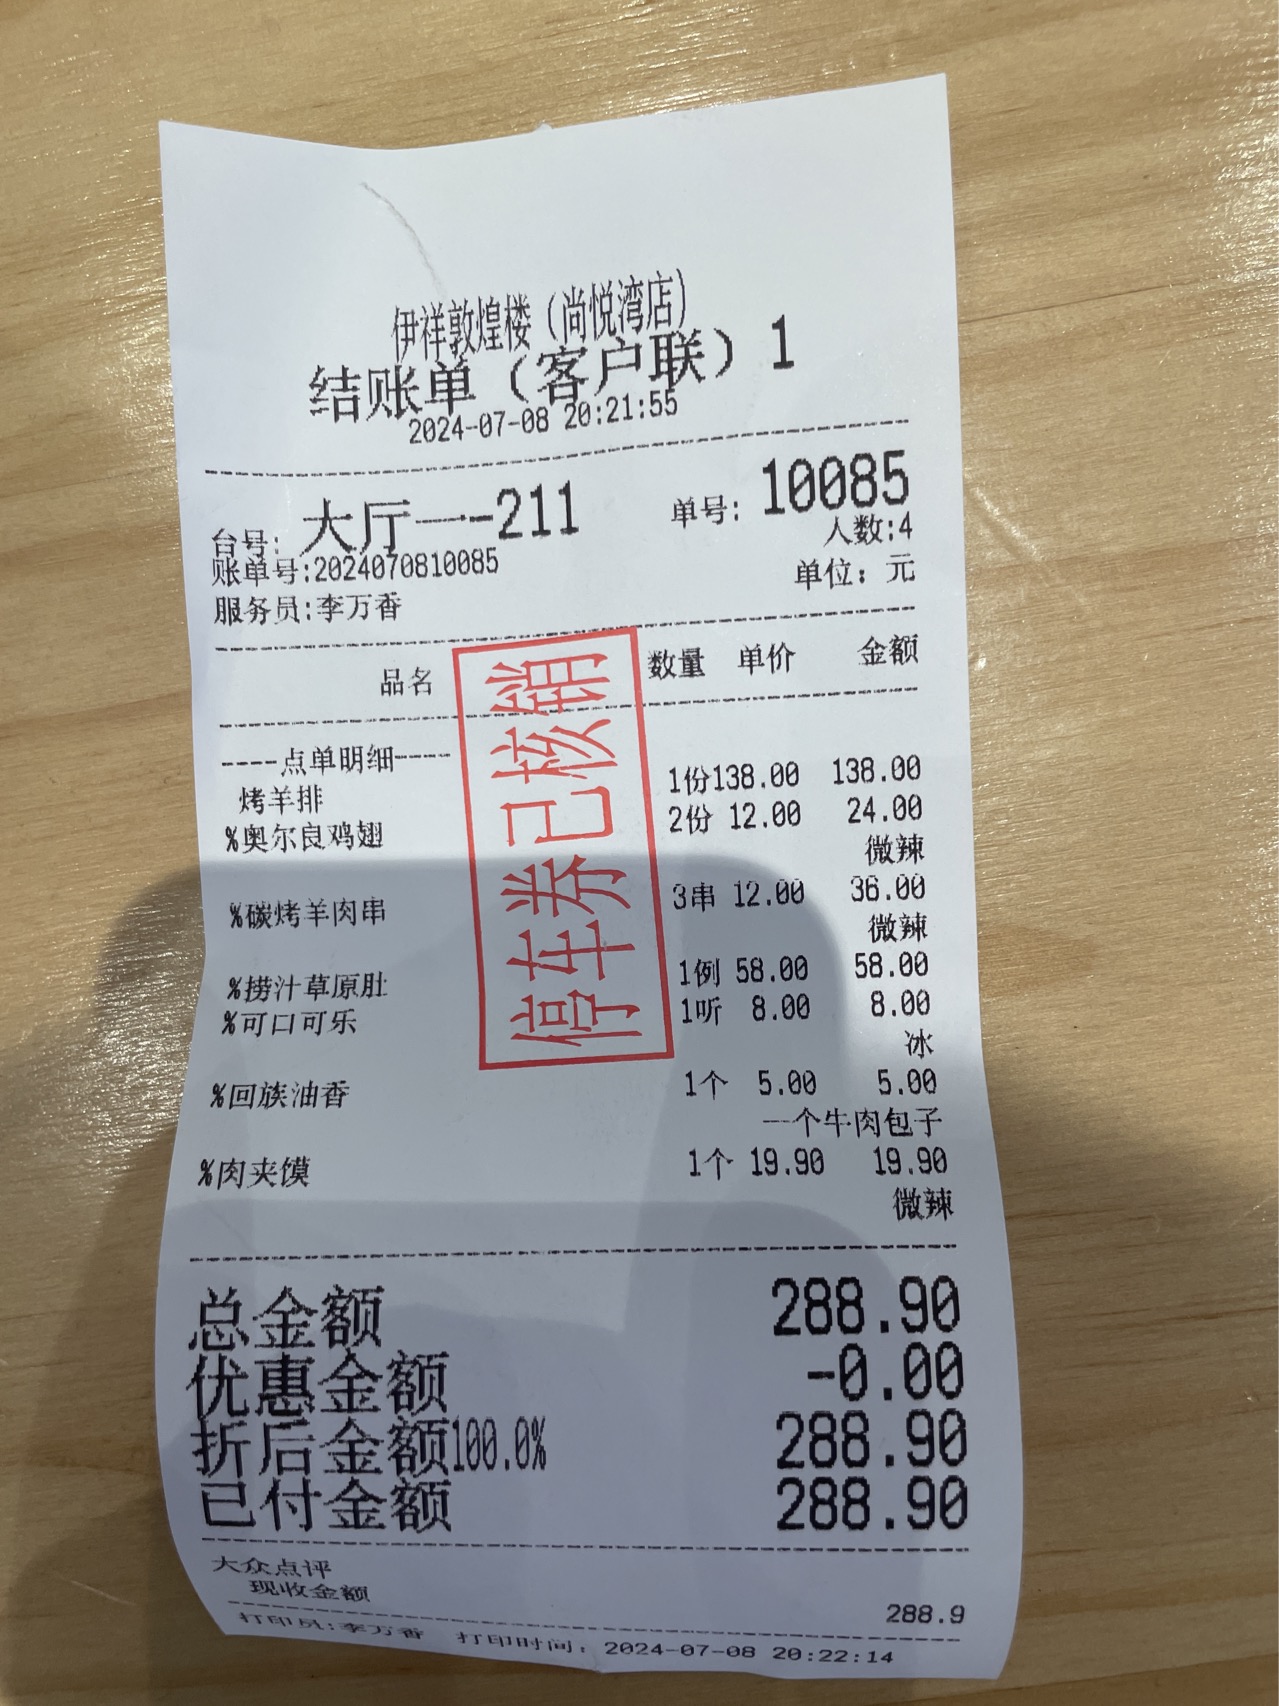 伊祥敦煌楼（尚悦湾店）
结账单（客户联）1
2024-07-08 20:21:55
台号: 大厅一-211 单号: 10085
人数:4
账单号:2024070810085 单位：元
服务员:李万香
品名 数量 单价 金额
----点单明细----
烤羊排 1份138.00 138.00
%奥尔良鸡翅 2份 12.00 24.00
微辣
%碳烤羊肉串 3串 12.00 36.00
微辣
%捞汁草原肚 1例 58.00 58.00
%可口可乐 1听 8.00 8.00
冰
%回族油香 1个 5.00 5.00
一个牛肉包子
%肉夹馍 1个 19.90 19.90
微辣
停车券已核销
总金额 288.90
优惠金额 -0.00
折后金额100.0% 288.90
已付金额 288.90
大众点评
现收金额 288.9
打印员:李万香 打印时间：2024-07-08 20:22:14